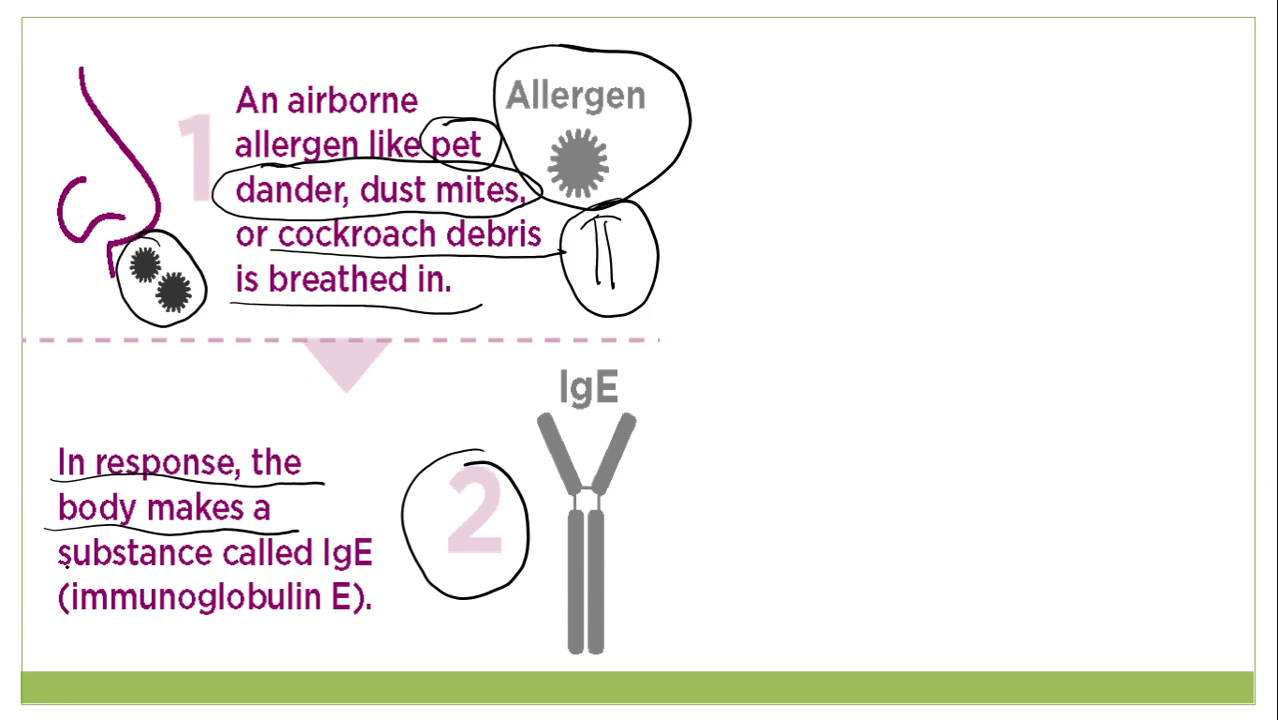 1
An airborne
allergen like pet
dander, dust mites,
or cockroach debris
is breathed in.
Allergen
IgE
In response, the
body makes a
substance called IgE
(immunoglobulin E).
2